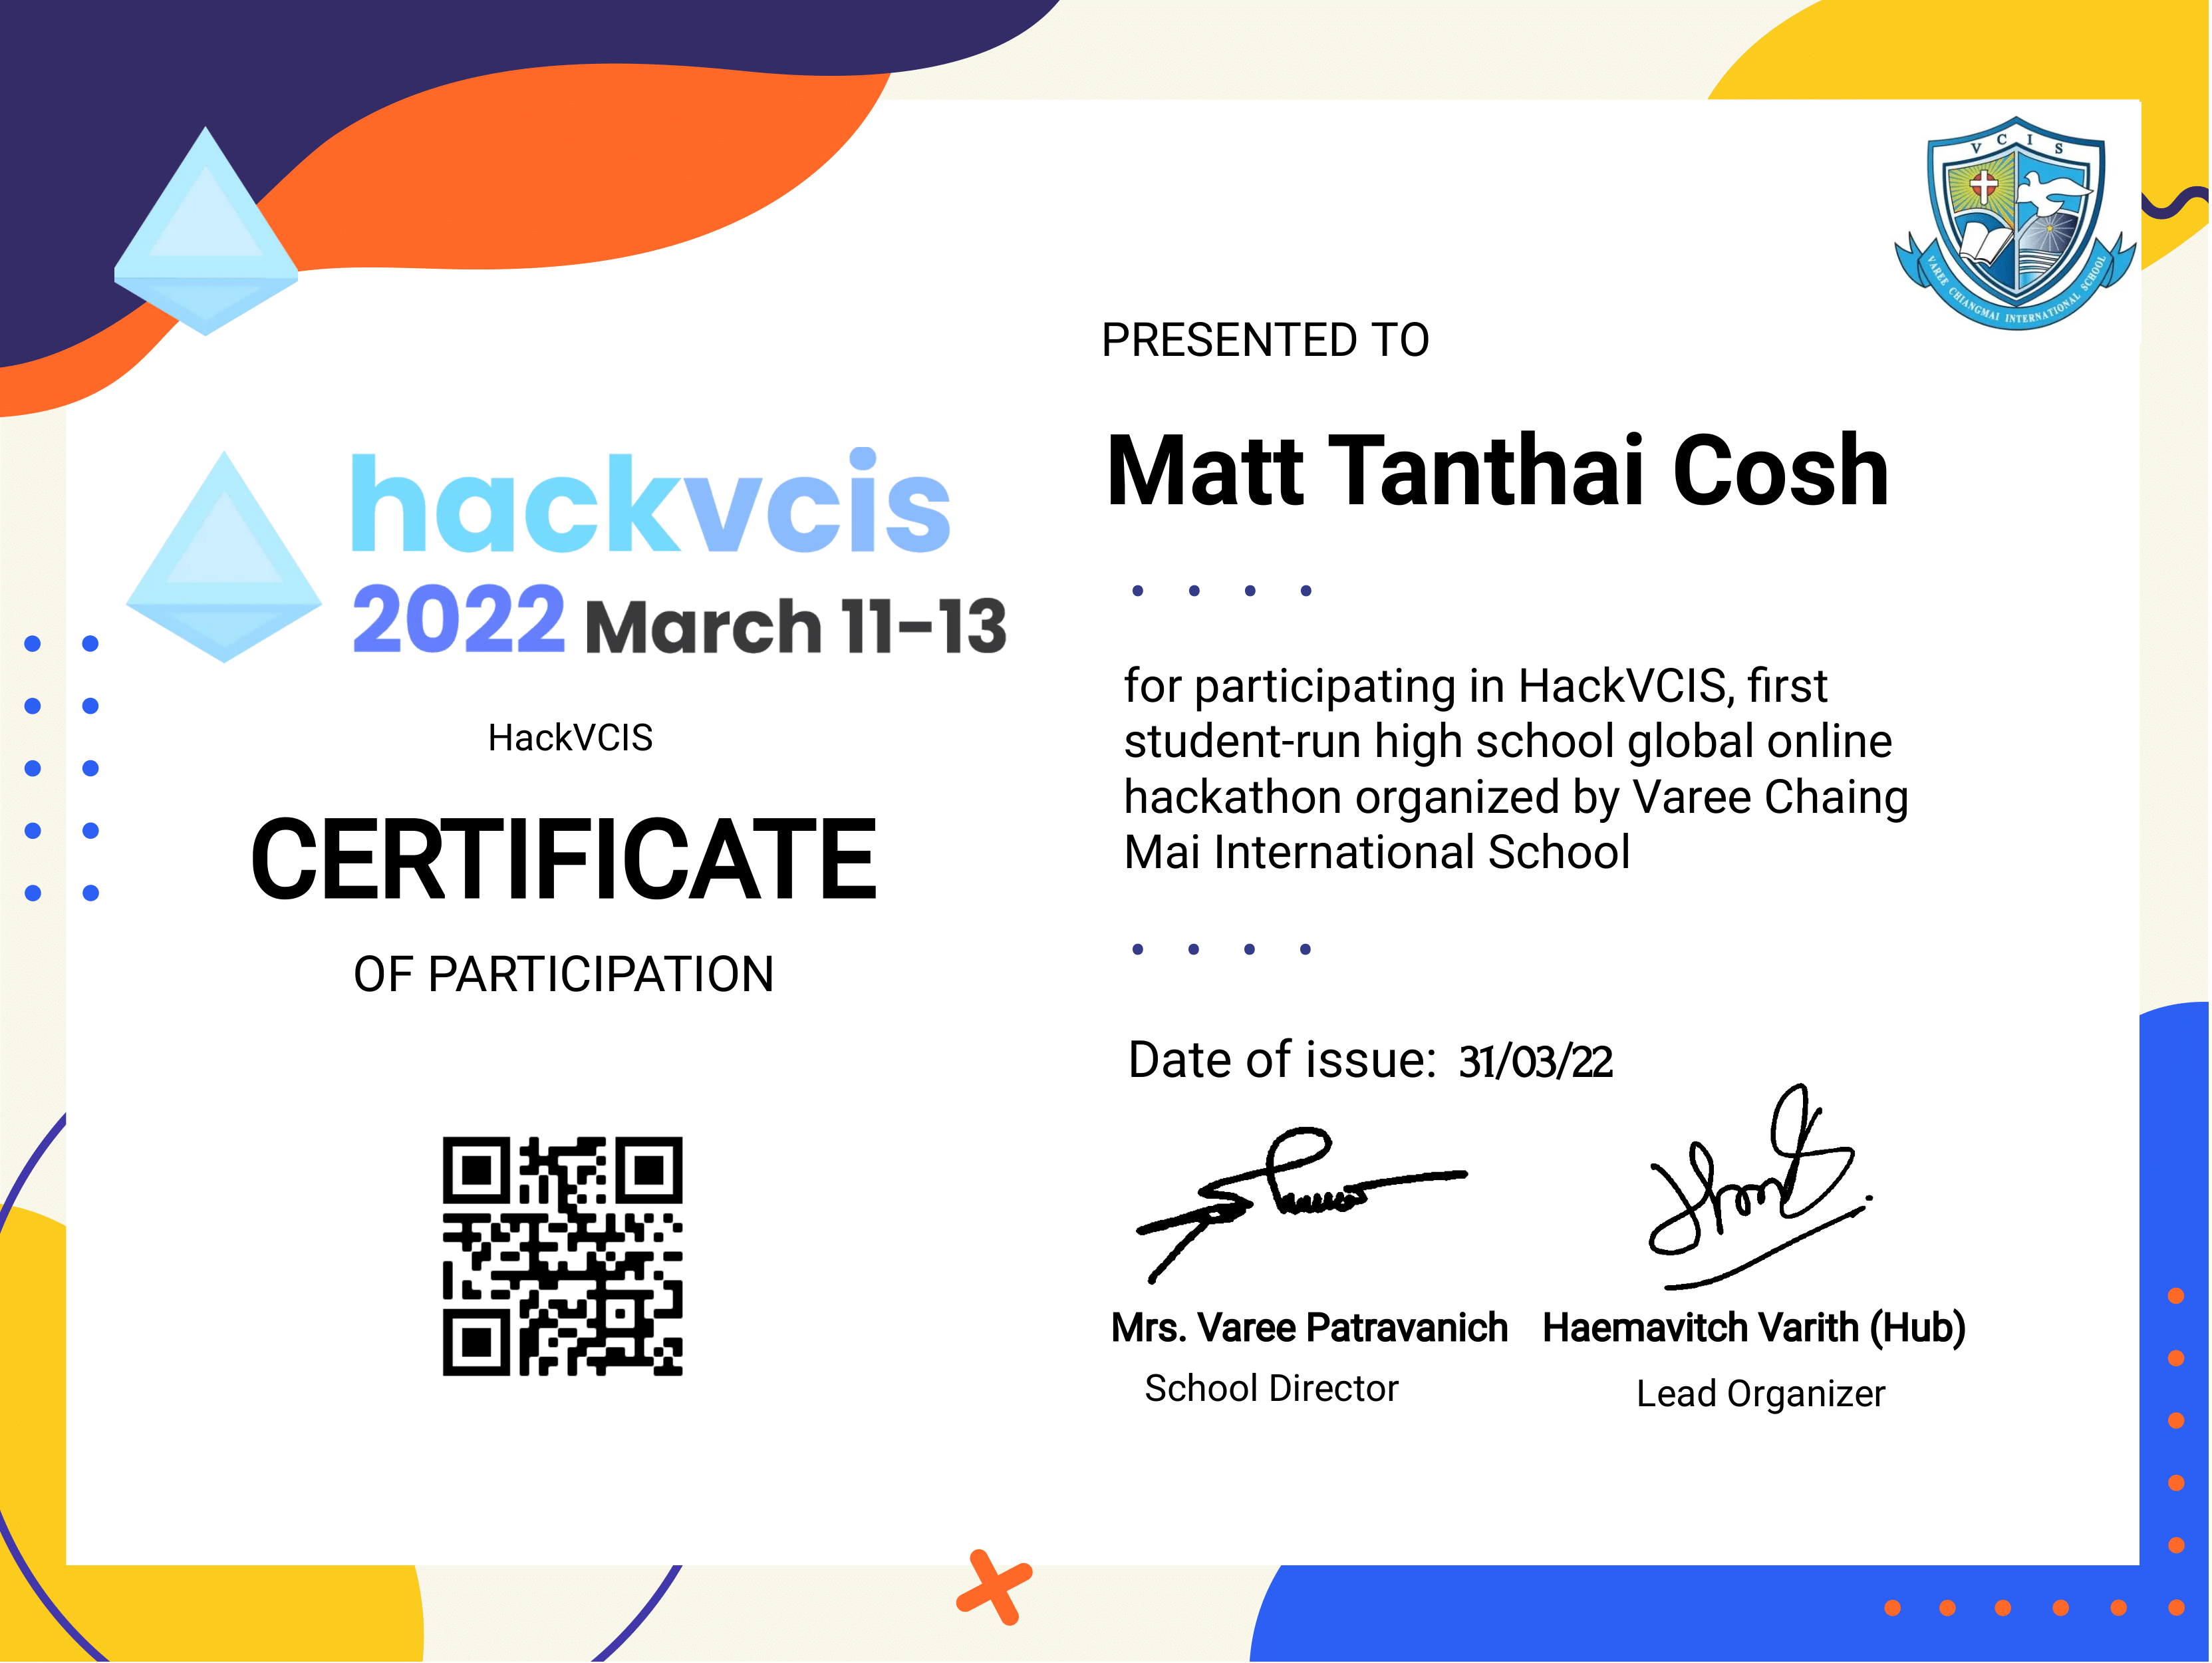 V C I S
VAREE CHIANGMAI INTERNATIONAL SCHOOL
hackvcis
2022 March 11-13
HackVCIS
CERTIFICATE
OF PARTICIPATION
PRESENTED TO
Matt Tanthai Cosh
for participating in HackVCIS, first
student-run high school global online
hackathon organized by Varee Chaing
Mai International School
Date of issue: 31/03/22
Mrs. Varee Patravanich
School Director
Haemavitch Varith (Hub)
Lead Organizer